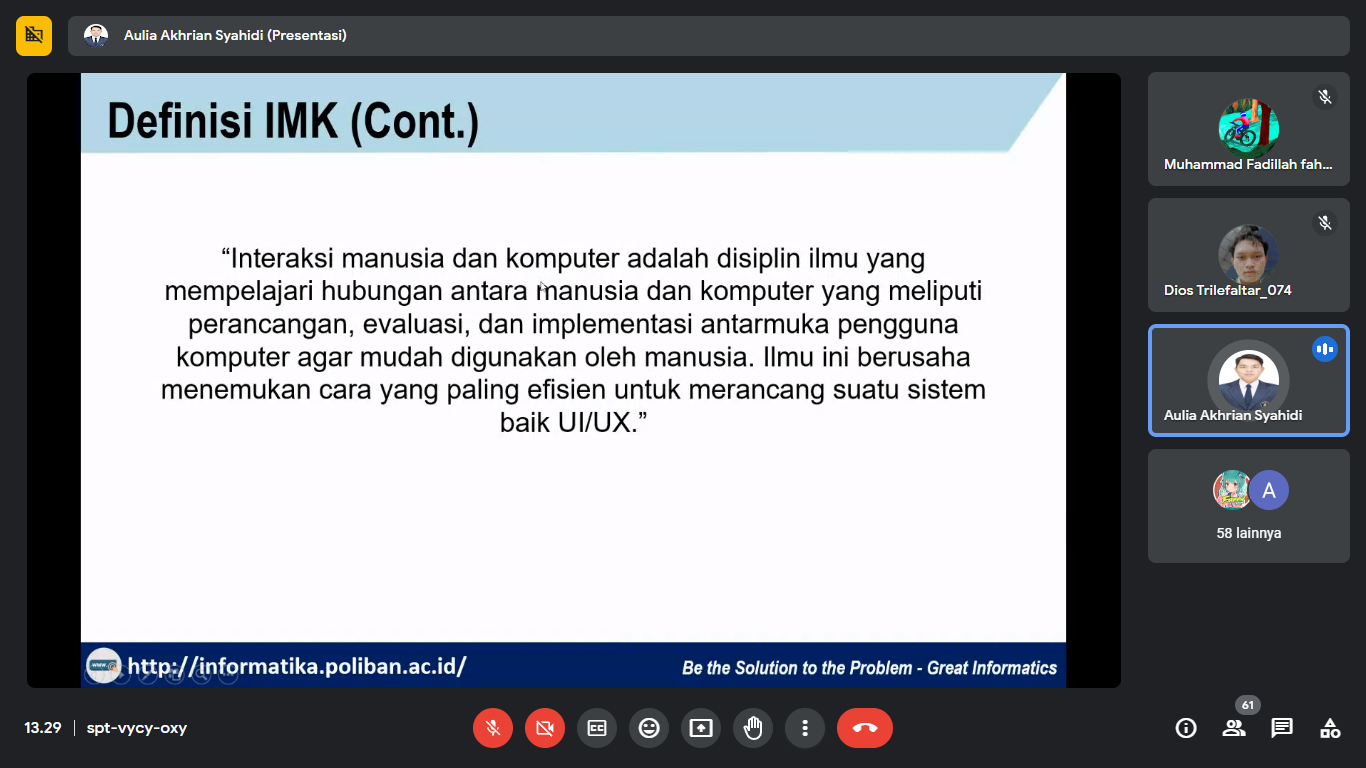 Aulia Akhrian Syahidi (Presentasi)
Definisi IMK (Cont.)
“Interaksi manusia dan komputer adalah disiplin ilmu yang
mempelajari hubungan antara manusia dan komputer yang meliputi
perancangan, evaluasi, dan implementasi antarmuka pengguna
komputer agar mudah digunakan oleh manusia. Ilmu ini berusaha
menemukan cara yang paling efisien untuk merancang suatu sistem
baik UI/UX.”
http://informatika.poliban.ac.id/
Be the Solution to the Problem - Great Informatics
Muhammad Fadillah fah...
Dios Trilefaltar_074
Aulia Akhrian Syahidi
A
58 lainnya
13.29 | spt-vycy-oxy
CC
61